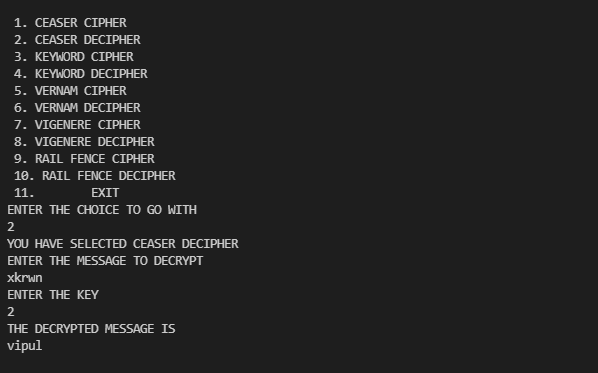 1. CEASER CIPHER
2. CEASER DECIPHER
3. KEYWORD CIPHER
4. KEYWORD DECIPHER
5. VERNAM CIPHER
6. VERNAM DECIPHER
7. VIGENERE CIPHER
8. VIGENERE DECIPHER
9. RAIL FENCE CIPHER
10. RAIL FENCE DECIPHER
11. EXIT
ENTER THE CHOICE TO GO WITH
2
YOU HAVE SELECTED CEASER DECIPHER
ENTER THE MESSAGE TO DECRYPT
xkrwn
ENTER THE KEY
2
THE DECRYPTED MESSAGE IS
vipul